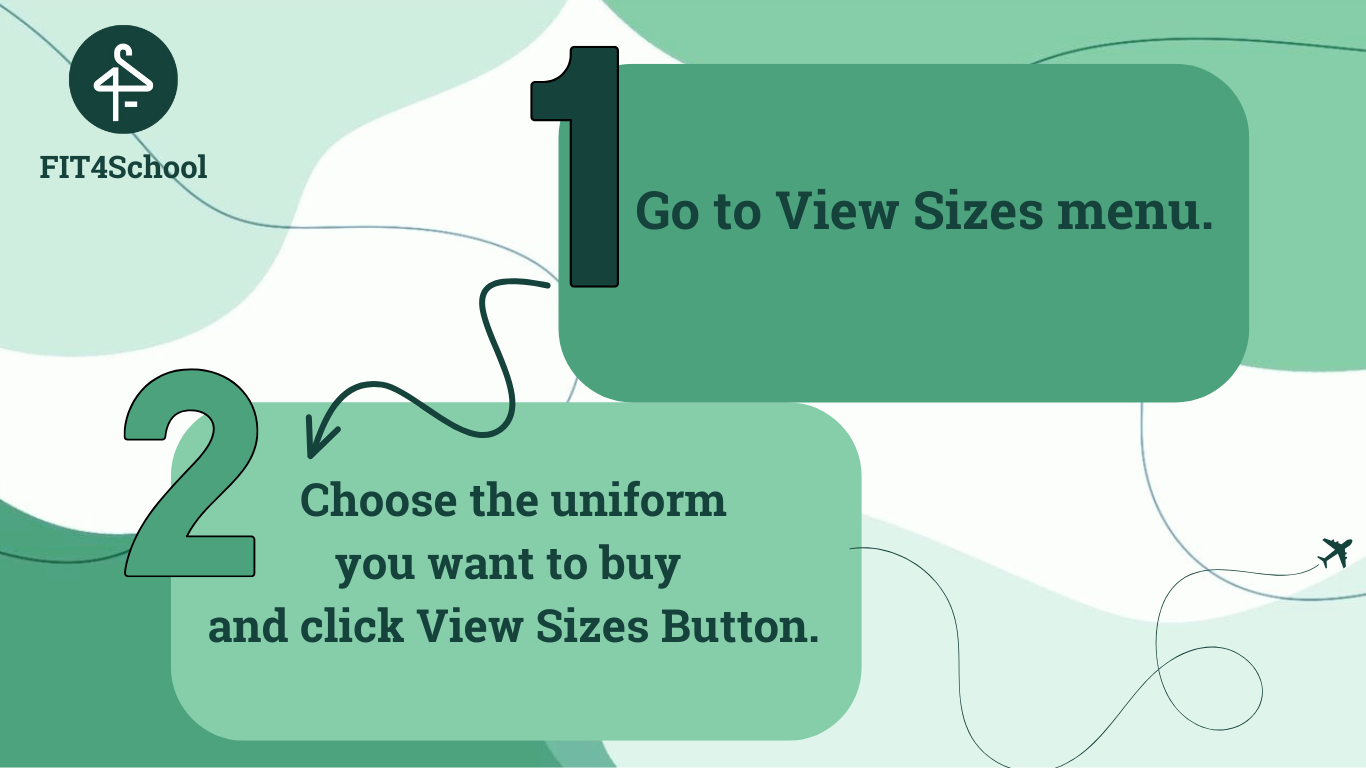 FIT4School
1
Go to View Sizes menu.
2
Choose the uniform
you want to buy
and click View Sizes Button.